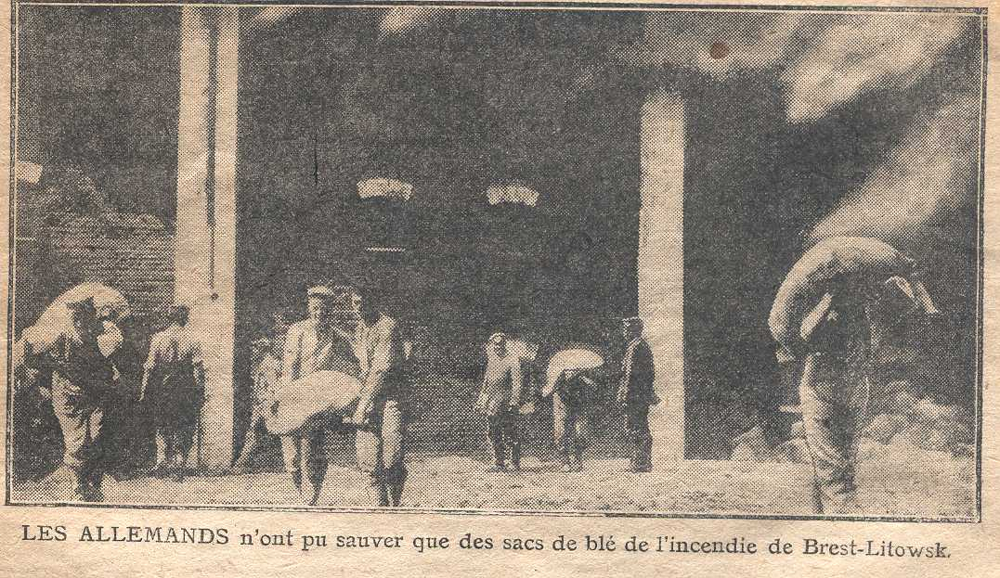 LES ALLEMANDS n'ont pu sauver que des sacs de blé de l'incendie de Brest-Litowsk.